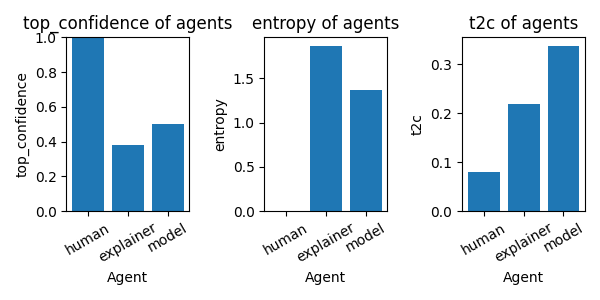 top_confidence of agents
top_confidence
1.0
0.8
0.6
0.4
0.2
0.0
human
explainer
model
Agent
entropy of agents
entropy
1.5
1.0
0.5
0.0
human
explainer
model
Agent
t2c of agents
t2c
0.3
0.2
0.1
0.0
human
explainer
model
Agent